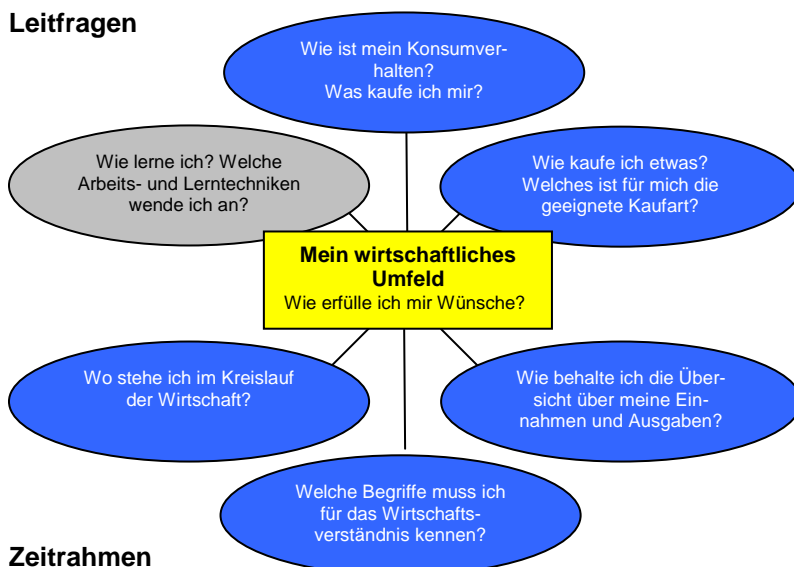 Leitfragen
Wie ist mein Konsumver-
halten?
Was kaufe ich mir?
Wie lerne ich? Welche
Arbeits- und Lerntechniken
wende ich an?
Wie kaufe ich etwas?
Welches ist für mich die
geeignete Kaufart?
Mein wirtschaftliches
Umfeld
Wie erfülle ich mir Wünsche?
Wo stehe ich im Kreislauf
der Wirtschaft?
Wie behalte ich die Über-
sicht über meine Ein-
nahmen und Ausgaben?
Welche Begriffe muss ich
für das Wirtschafts-
verständnis kennen?
Zeitrahmen